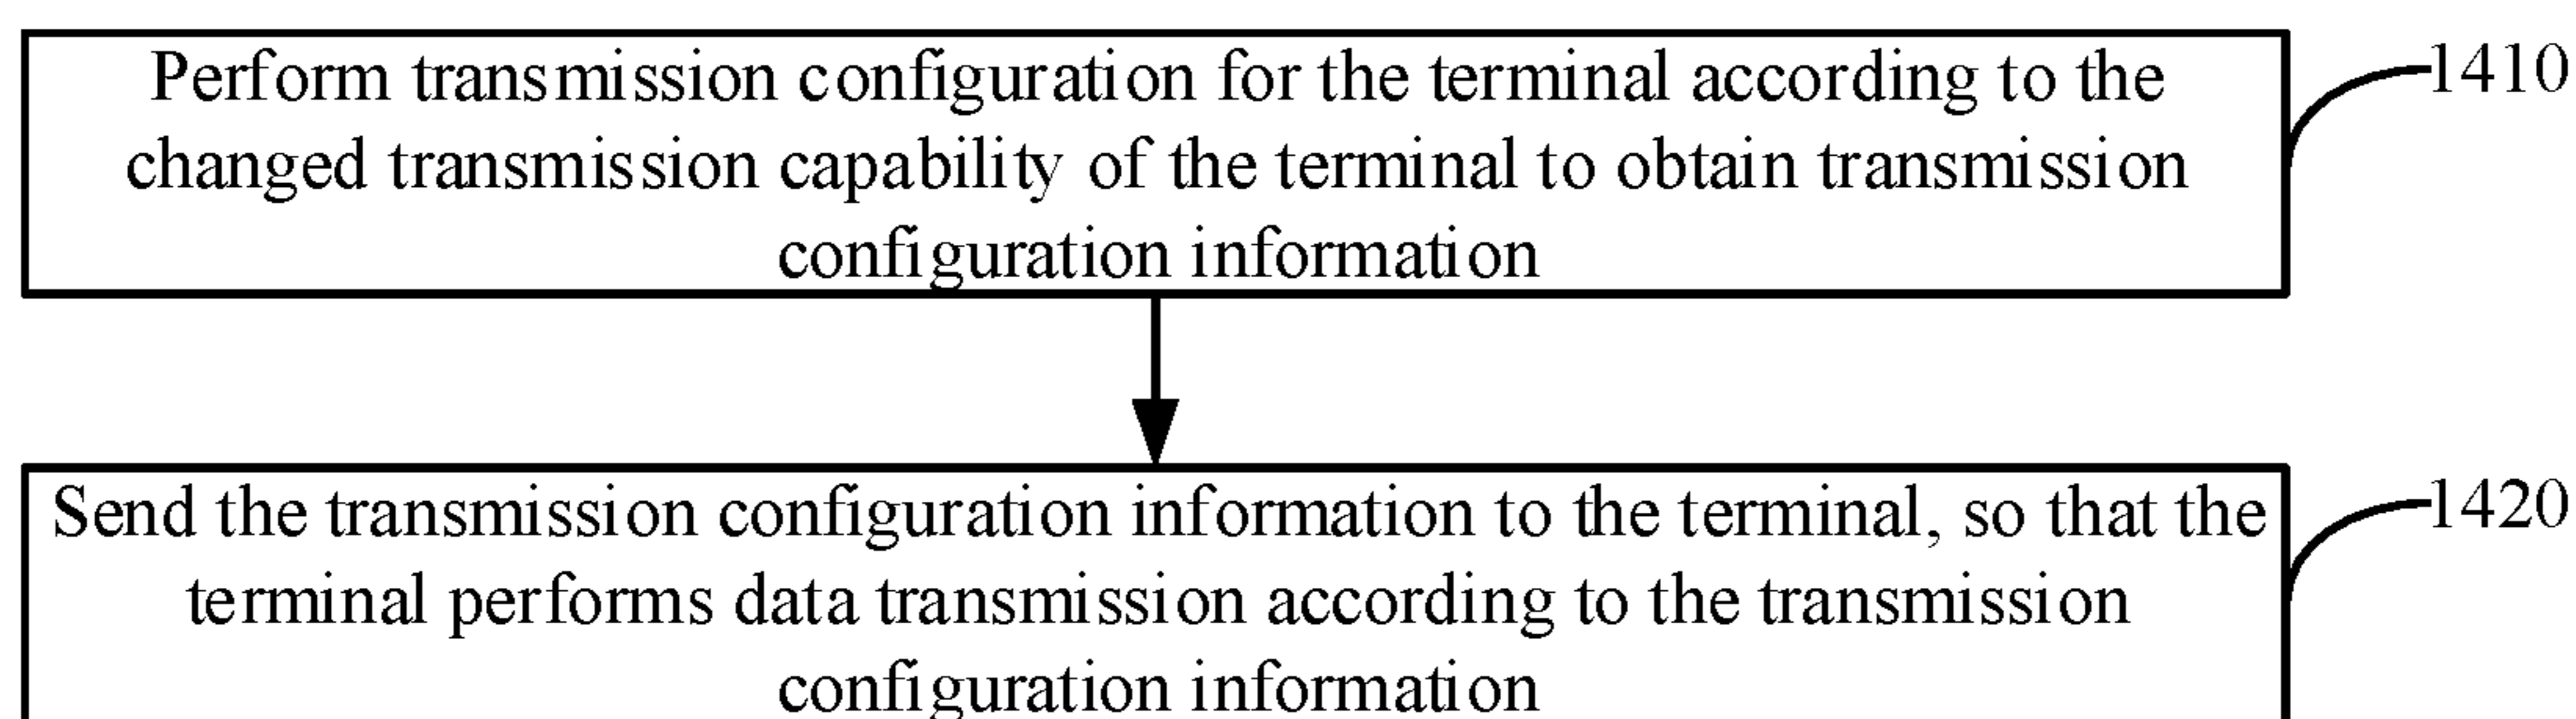 Perform transmission configuration for the terminal according to the
changed transmission capability of the terminal to obtain transmission
configuration information
1410
Send the transmission configuration information to the terminal, so that the
terminal performs data transmission according to the transmission
configuration information
1420